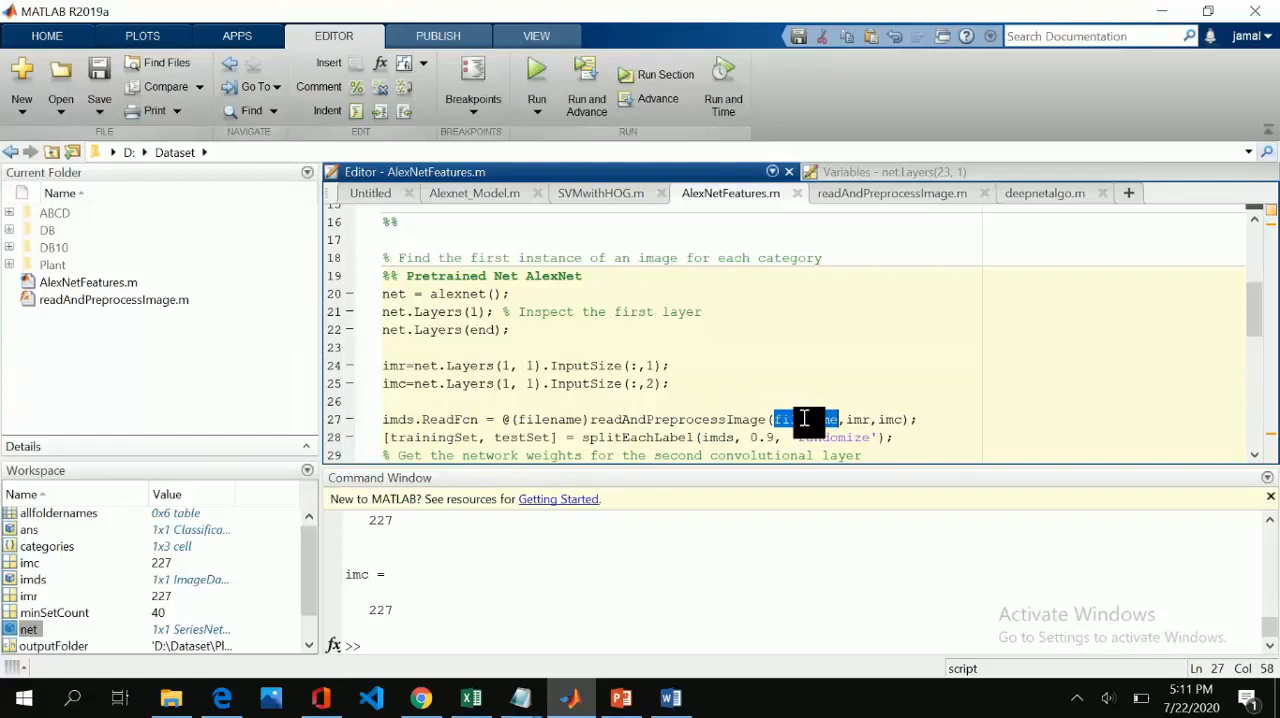 MATLAB R2019a
HOME PLOTS APPS EDITOR PUBLISH VIEW
Search Documentation jamal
New Open Save Find Files Compare Print
Go To Find
Insert fx Comment Indent
Breakpoints Run Run and Advance Run Section Advance Run and Time
FILE NAVIGATE EDIT BREAKPOINTS RUN
D: Dataset
Current Folder
Name
ABCD
DB
DB10
Plant
AlexNetFeatures.m
readAndPreprocessImage.m
Details
Workspace
Name Value
allfoldernames 0x6 table
ans 1x1 Classifica...
categories 1x3 cell
imc 227
imds 1x1 ImageDa...
imr 227
minSetCount 40
net 1x1 SeriesNet...
outputFolder 'D:\Dataset\Pl...
Editor - AlexNetFeatures.m Variables - net.Layers(23, 1)
Untitled Alexnet_Model.m SVMwithHOG.m AlexNetFeatures.m readAndPreprocessImage.m deepnetalgo.m
15
16 %%
17
18 % Find the first instance of an image for each category
19 %% Pretrained Net AlexNet
20 net = alexnet();
21 net.Layers(1); % Inspect the first layer
22 net.Layers(end);
23
24 imr=net.Layers(1, 1).InputSize(:,1);
25 imc=net.Layers(1, 1).InputSize(:,2);
26
27 imds.ReadFcn = @(filename)readAndPreprocessImage(filename,imr,imc);
28 [trainingSet, testSet] = splitEachLabel(imds, 0.9, 'randomize');
29 % Get the network weights for the second convolutional layer
Command Window
New to MATLAB? See resources for Getting Started.
227
imc =
227
fx >>
Activate Windows
Go to Settings to activate Windows.
script Ln 27 Col 58
5:11 PM
7/22/2020
1